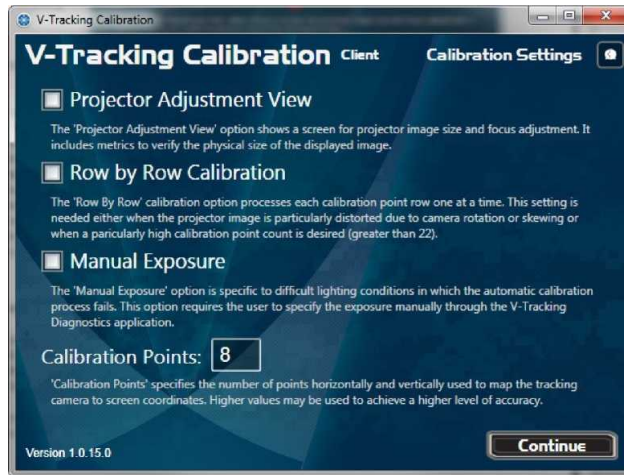 V-Tracking Calibration
V-Tracking Calibration Client Calibration Settings
Projector Adjustment View
The 'Projector Adjustment View' option shows a screen for projector image size and focus adjustment. It
includes metrics to verify the physical size of the displayed image.
Row by Row Calibration
The 'Row By Row' calibration option processes each calibration point row one at a time. This setting is
needed either when the projector image is particularly distorted due to camera rotation or skewing or
when a paricularly high calibration point count is desired (greater than 22).
Manual Exposure
The 'Manual Exposure' option is specific to difficult lighting conditions in which the automatic calibration
process fails. This option requires the user to specify the exposure manually through the V-Tracking
Diagnostics application.
Calibration Points: 8
'Calibration Points' specifies the number of points horizontally and vertically used to map the tracking
camera to screen coordinates. Higher values may be used to achieve a higher level of accuracy.
Version 1.0.15.0
Continue